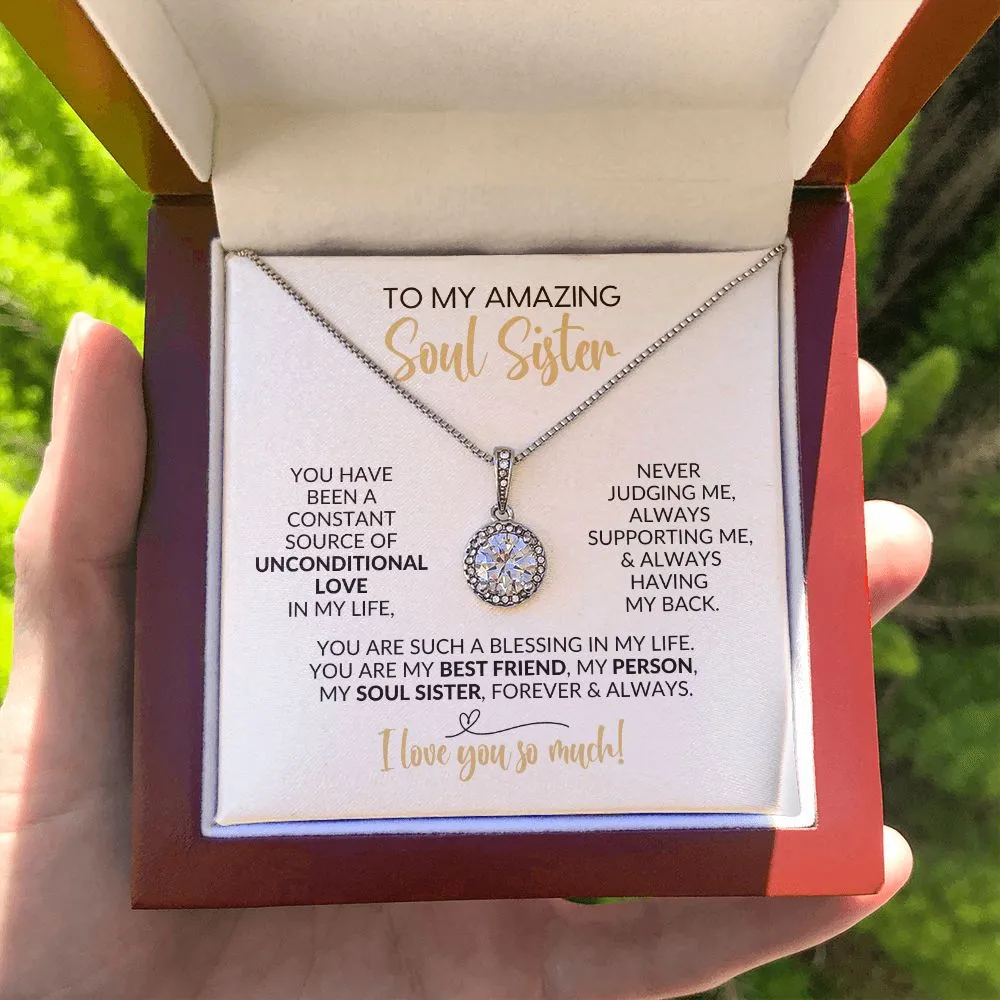 TO MY AMAZING
Soul Sister
YOU HAVE
BEEN A
CONSTANT
SOURCE OF
UNCONDITIONAL
LOVE
IN MY LIFE,
NEVER
JUDGING ME,
ALWAYS
SUPPORTING ME,
& ALWAYS
HAVING
MY BACK.
YOU ARE SUCH A BLESSING IN MY LIFE.
YOU ARE MY BEST FRIEND, MY PERSON,
MY SOUL SISTER, FOREVER & ALWAYS.
I love you so much!